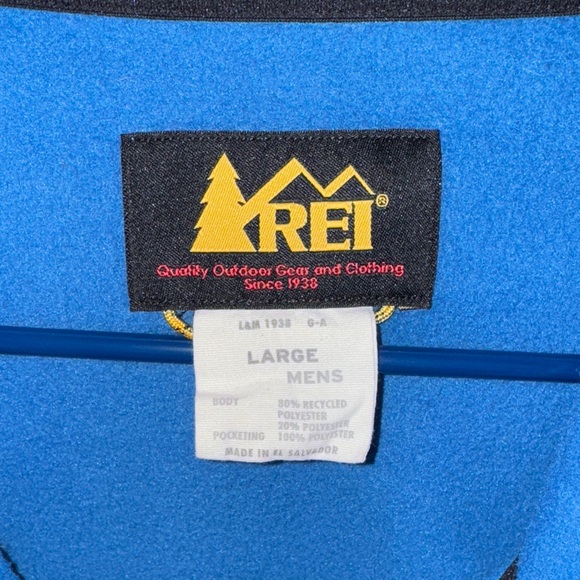 REI®
Quality Outdoor Gear and Clothing
Since 1938
L&M 1938 G-A
LARGE
MENS
BODY 80% RECYCLED
POLYESTER
20% POLYESTER
POCKETING 100% POLYESTER
MADE IN EL SALVADOR